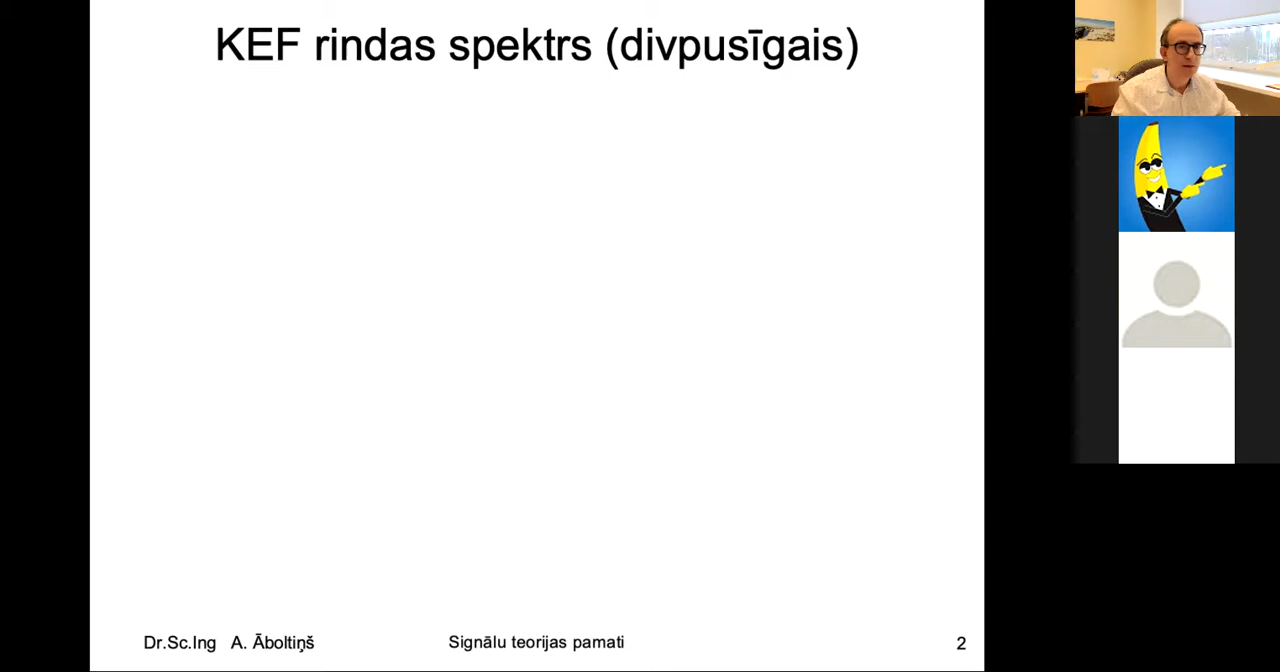 KEF rindas spektrs (divpusīgais)
Dr.Sc.Ing A. Āboltiņš
Signālu teorijas pamati
2